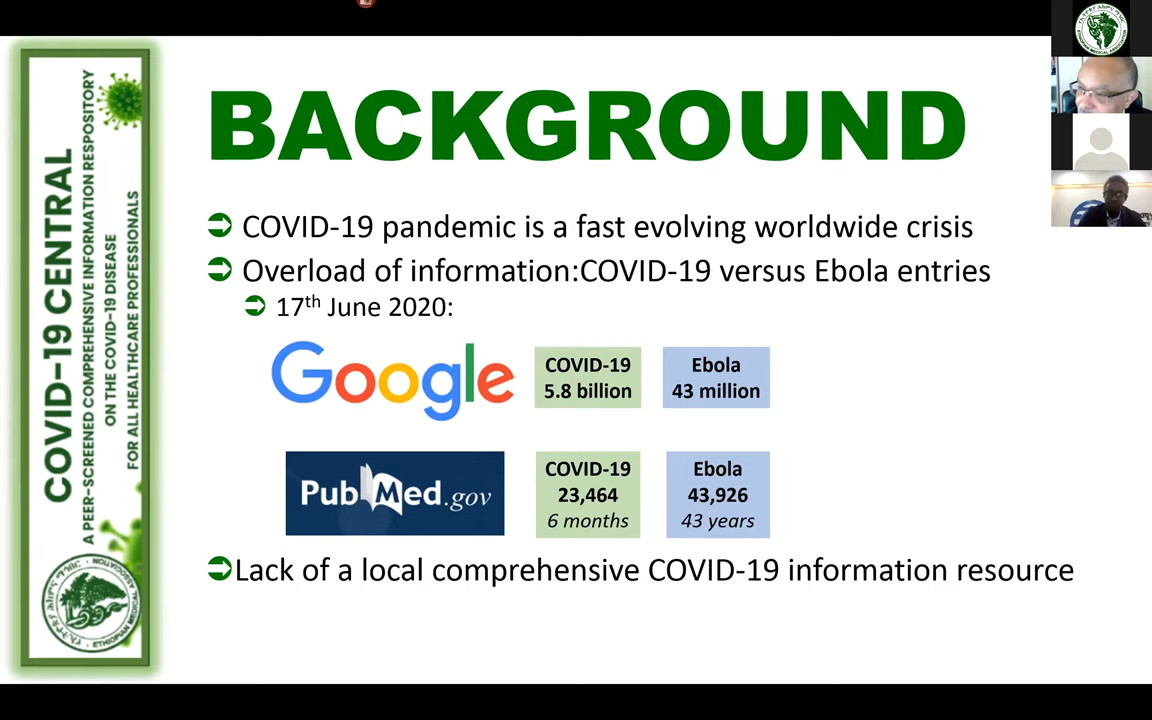 BACKGROUND
COVID-19 pandemic is a fast evolving worldwide crisis
Overload of information:COVID-19 versus Ebola entries
17th June 2020:
Google
COVID-19
5.8 billion
Ebola
43 million
PubMed.gov
COVID-19
23,464
6 months
Ebola
43,926
43 years
Lack of a local comprehensive COVID-19 information resource
COVID-19 CENTRAL
A PEER-SCREENED COMPREHENSIVE INFORMATION RESPOSITORY
ON THE COVID-19 DISEASE
FOR ALL HEALTHCARE PROFESSIONALS
ETHIOPIAN MEDICAL ASSOCIATION